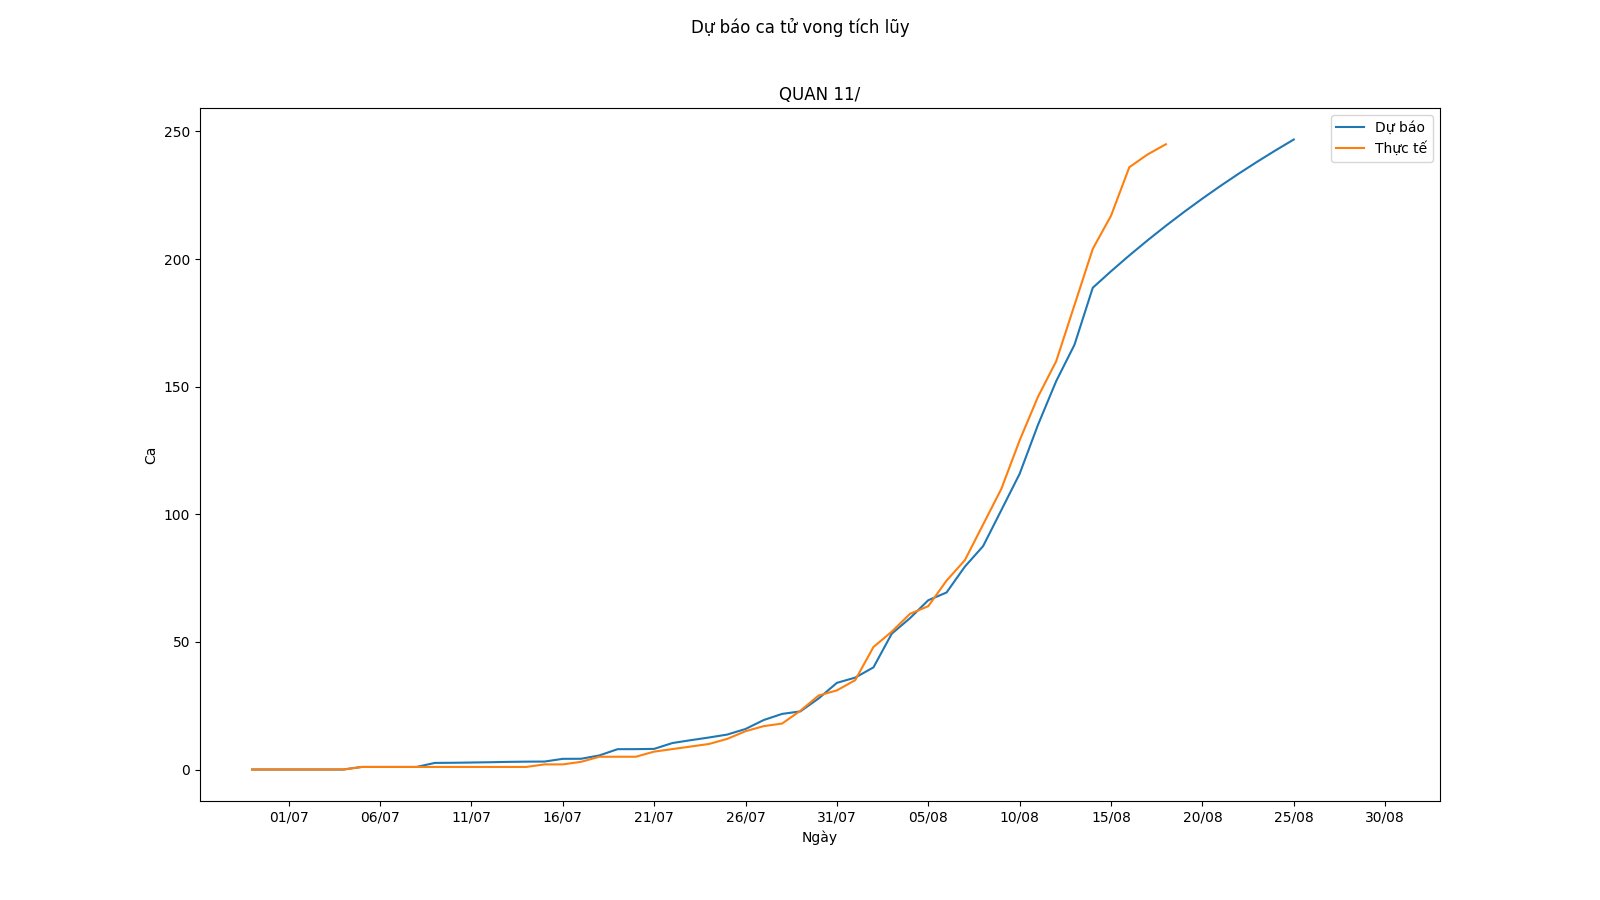 Dự báo ca tử vong tích lũy
QUAN 11/
Dự báo
Thực tế
250
200
150
100
50
0
Ca
01/07 06/07 11/07 16/07 21/07 26/07 31/07 05/08 10/08 15/08 20/08 25/08 30/08
Ngày